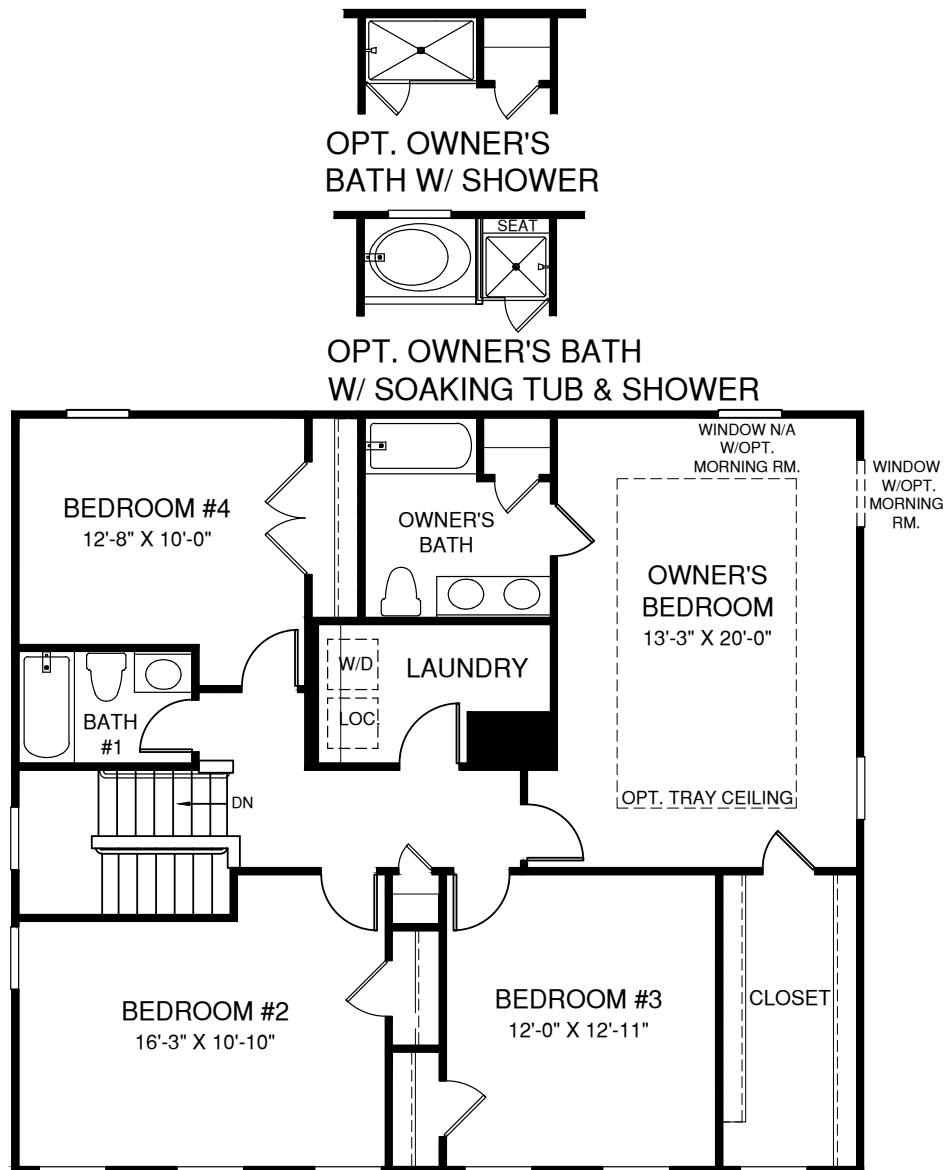 OPT. OWNER'S
BATH W/ SHOWER
SEAT
OPT. OWNER'S BATH
W/ SOAKING TUB & SHOWER
WINDOW N/A
W/OPT.
MORNING RM.
WINDOW
W/OPT.
MORNING
RM.
BEDROOM #4
12'-8" X 10'-0"
OWNER'S
BATH
OWNER'S
BEDROOM
13'-3" X 20'-0"
W/D
LOC.
LAUNDRY
BATH
#1
DN
OPT. TRAY CEILING
BEDROOM #2
16'-3" X 10'-10"
BEDROOM #3
12'-0" X 12'-11"
CLOSET